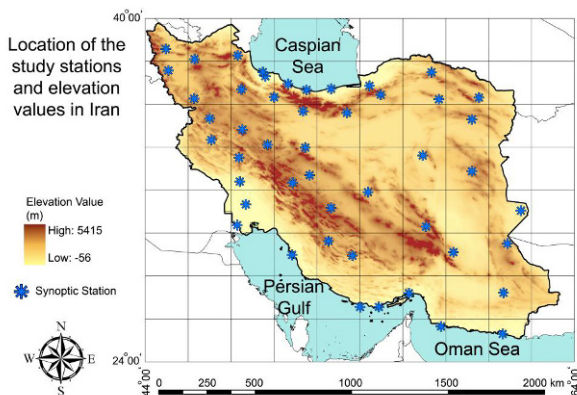 Location of the
study stations
and elevation
values in Iran
Elevation Value
(m)
High: 5415
Low: -56
Synoptic Station
N
W
E
S
40°00'
24°00'
44°00'
64°00'
Caspian
Sea
Persian
Gulf
Oman Sea
0 250 500 1000 1500 2000 km